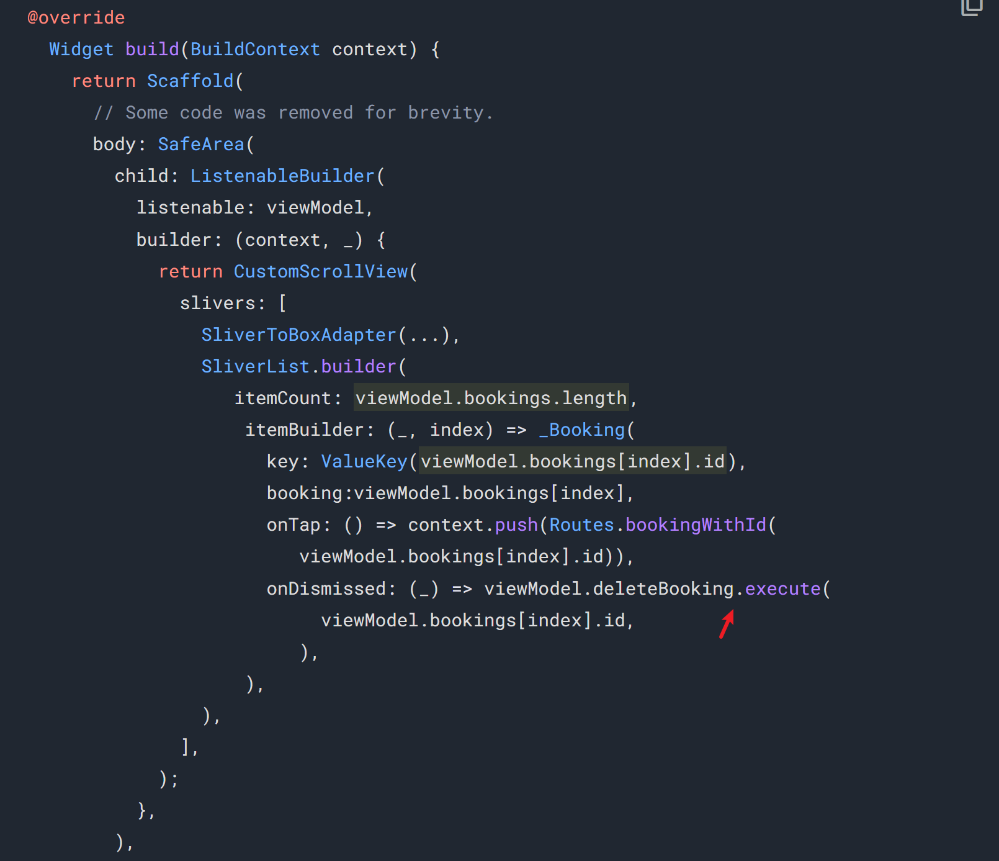 @override
Widget build(BuildContext context) {
return Scaffold(
// Some code was removed for brevity.
body: SafeArea(
child: ListenableBuilder(
listenable: viewModel,
builder: (context, _) {
return CustomScrollView(
slivers: [
SliverToBoxAdapter(...),
SliverList.builder(
itemCount: viewModel.bookings.length,
itemBuilder: (_, index) => _Booking(
key: ValueKey(viewModel.bookings[index].id),
booking:viewModel.bookings[index],
onTap: () => context.push(Routes.bookingWithId(
viewModel.bookings[index].id)),
onDismissed: (_) => viewModel.deleteBooking.execute(
viewModel.bookings[index].id,
),
),
),
],
);
},
),